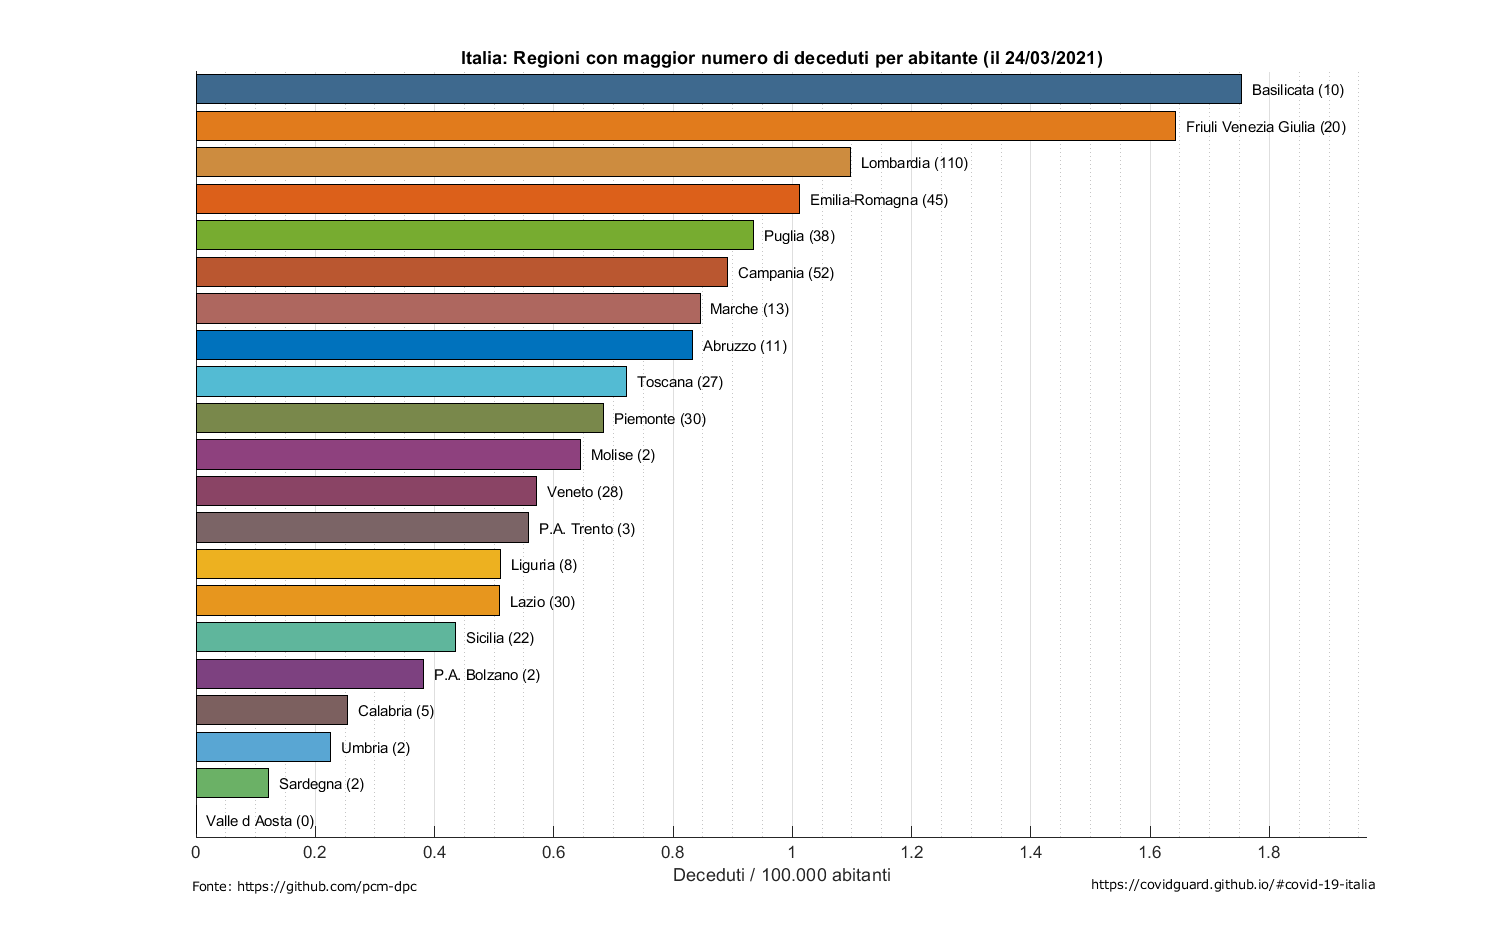 Italia: Regioni con maggior numero di deceduti per abitante (il 24/03/2021)
Basilicata (10)
Friuli Venezia Giulia (20)
Lombardia (110)
Emilia-Romagna (45)
Puglia (38)
Campania (52)
Marche (13)
Abruzzo (11)
Toscana (27)
Piemonte (30)
Molise (2)
Veneto (28)
P.A. Trento (3)
Liguria (8)
Lazio (30)
Sicilia (22)
P.A. Bolzano (2)
Calabria (5)
Umbria (2)
Sardegna (2)
Valle d Aosta (0)
0 0.2 0.4 0.6 0.8 1 1.2 1.4 1.6 1.8
Deceduti / 100.000 abitanti
Fonte: https://github.com/pcm-dpc
https://covidguard.github.io/#covid-19-italia